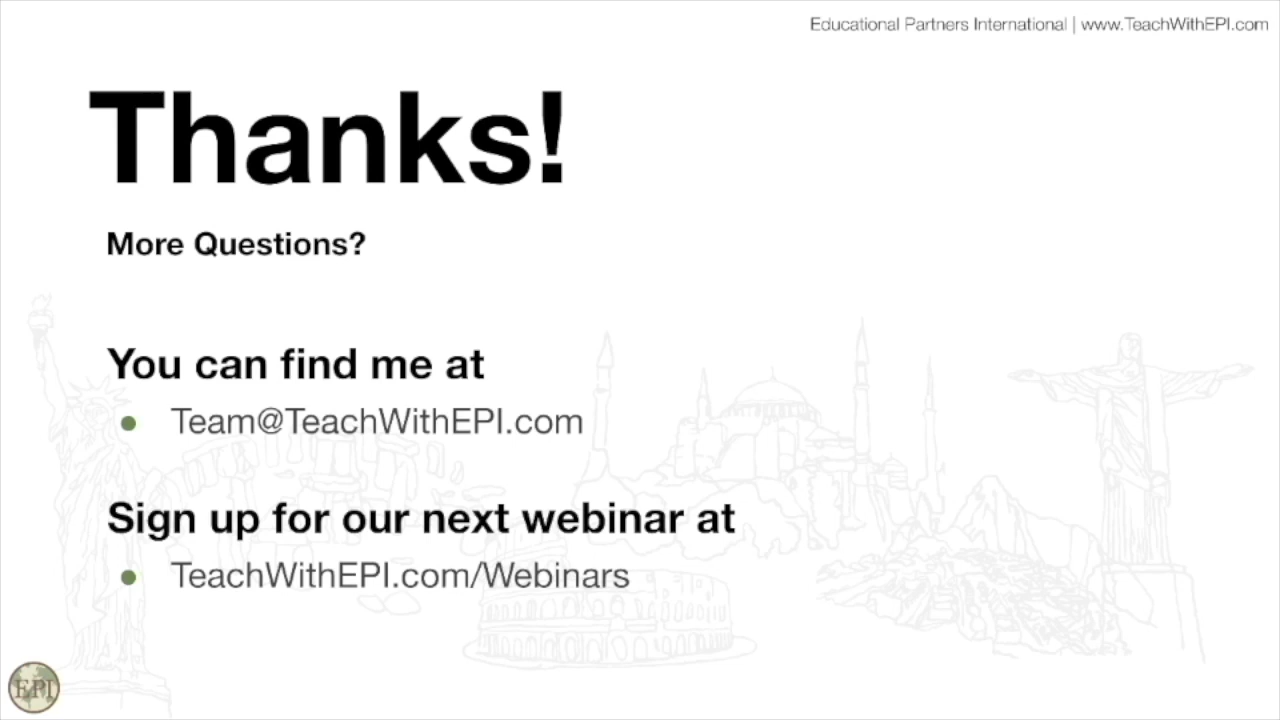 Educational Partners International | www.TeachWithEPI.com
Thanks!
More Questions?
You can find me at
● Team@TeachWithEPI.com
Sign up for our next webinar at
● TeachWithEPI.com/Webinars
EPI